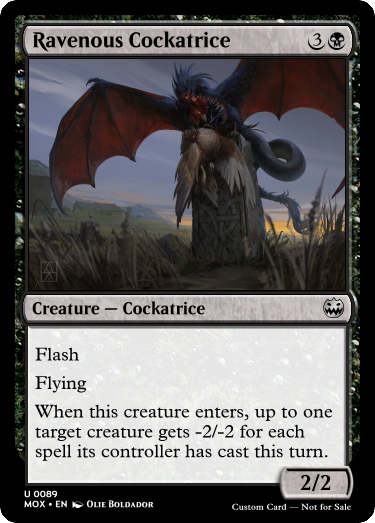 Ravenous Cockatrice 3
Creature — Cockatrice
Flash
Flying
When this creature enters, up to one
target creature gets -2/-2 for each
spell its controller has cast this turn.
2/2
U 0089
MOX • EN Olie Boldador
Custom Card — Not for Sale